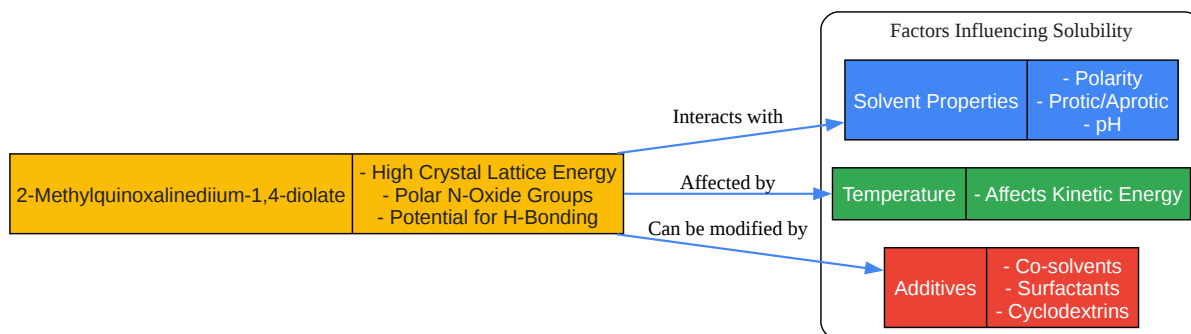 Factors Influencing Solubility
Solvent Properties
- Polarity
- Protic/Aprotic
- pH
Interacts with
2-Methylquinoxalinediium-1,4-diolate
- High Crystal Lattice Energy
- Polar N-Oxide Groups
- Potential for H-Bonding
Affected by
Temperature
- Affects Kinetic Energy
Can be modified by
Additives
- Co-solvents
- Surfactants
- Cyclodextrins